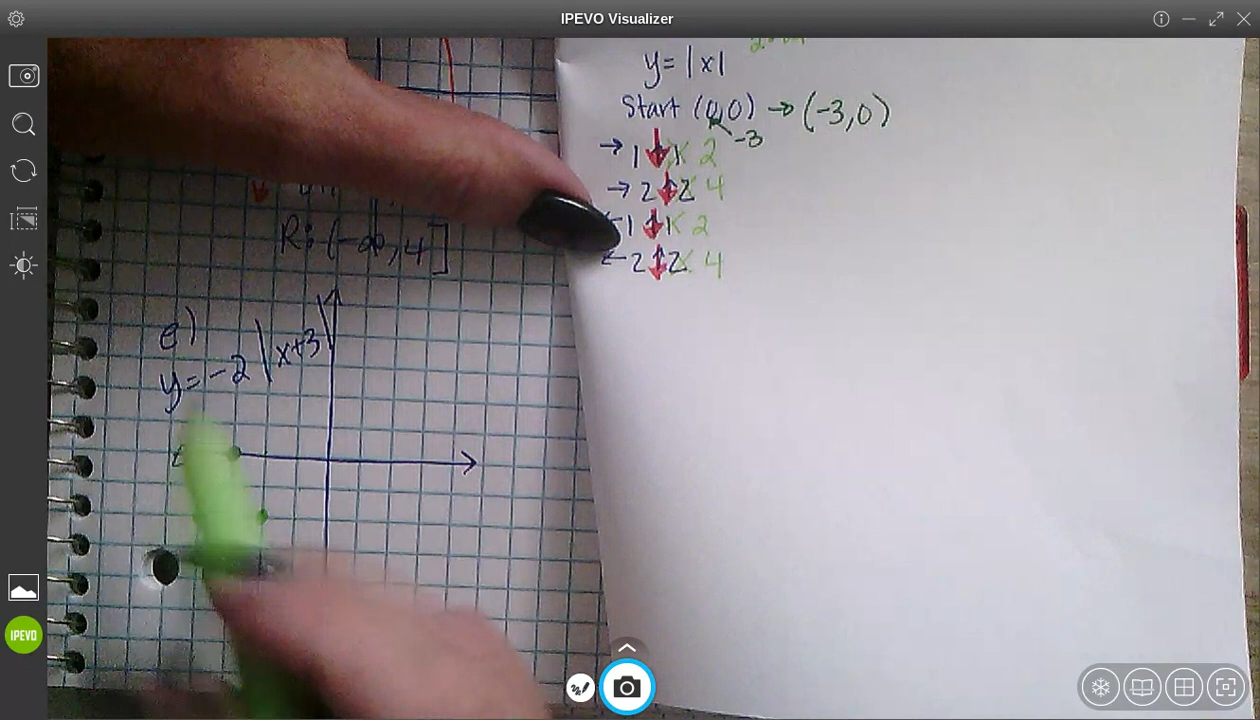 IPEVO Visualizer
y=|x|
Start (0,0) → (-3,0)
-3
→ 1 ↑ 1 2
→ 2 ↑ 2 4
← 1 ↑ 1 2
← 2 ↑ 2 4
R: (-∞, 4]
e)
y= -2 |x+3|
IPEVO